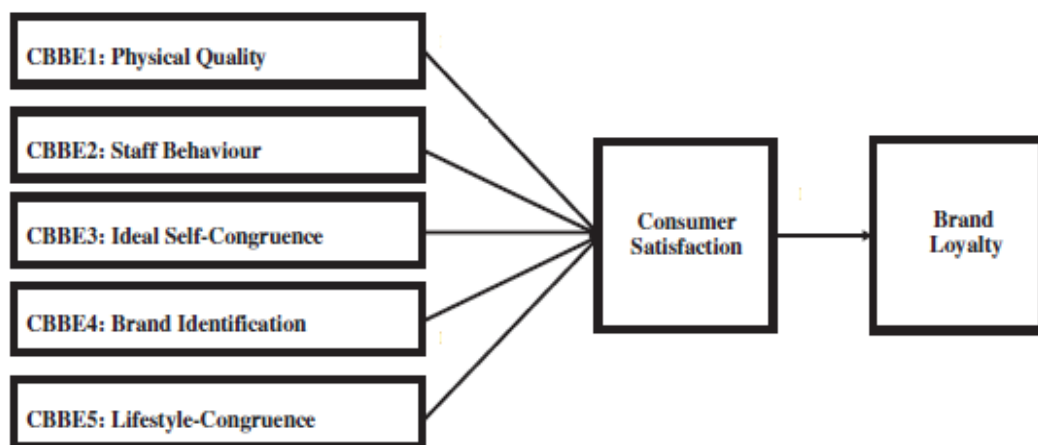 CBBE1: Physical Quality
CBBE2: Staff Behaviour
CBBE3: Ideal Self-Congruence
CBBE4: Brand Identification
CBBE5: Lifestyle-Congruence
Consumer
Satisfaction
Brand
Loyalty